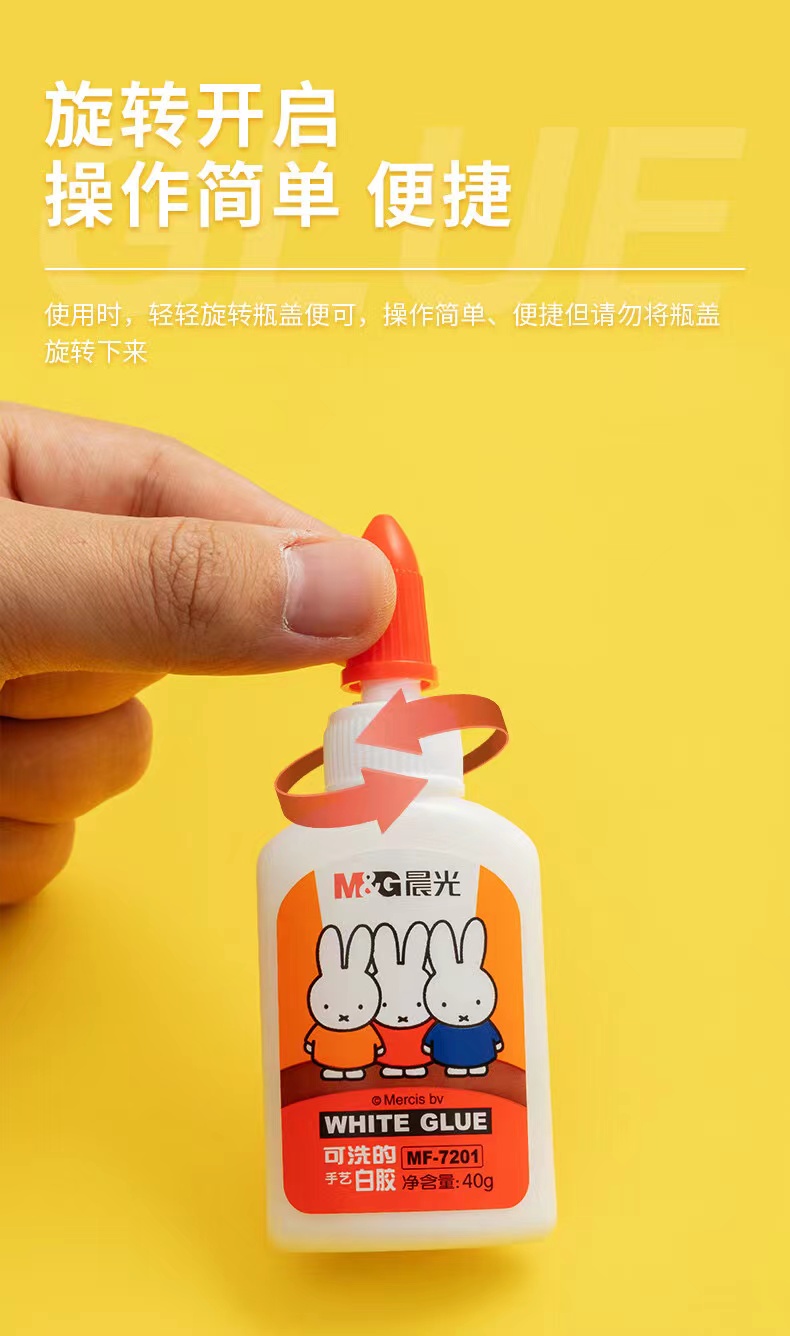 GLUE
旋转开启
操作简单 便捷
使用时，轻轻旋转瓶盖便可，操作简单、便捷但请勿将瓶盖
旋转下来
M&G晨光
© Mercis bv
WHITE GLUE
可洗的 MF-7201
手艺白胶 净含量:40g